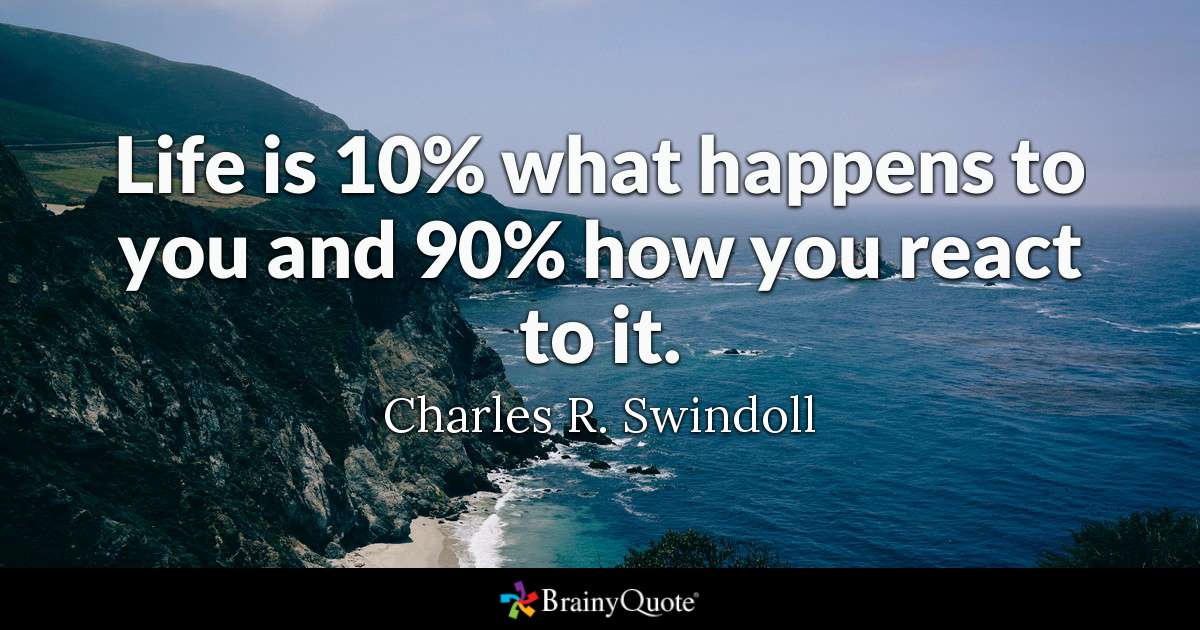 Life is 10% what happens to
you and 90% how you react
to it.
Charles R. Swindoll
BrainyQuote®